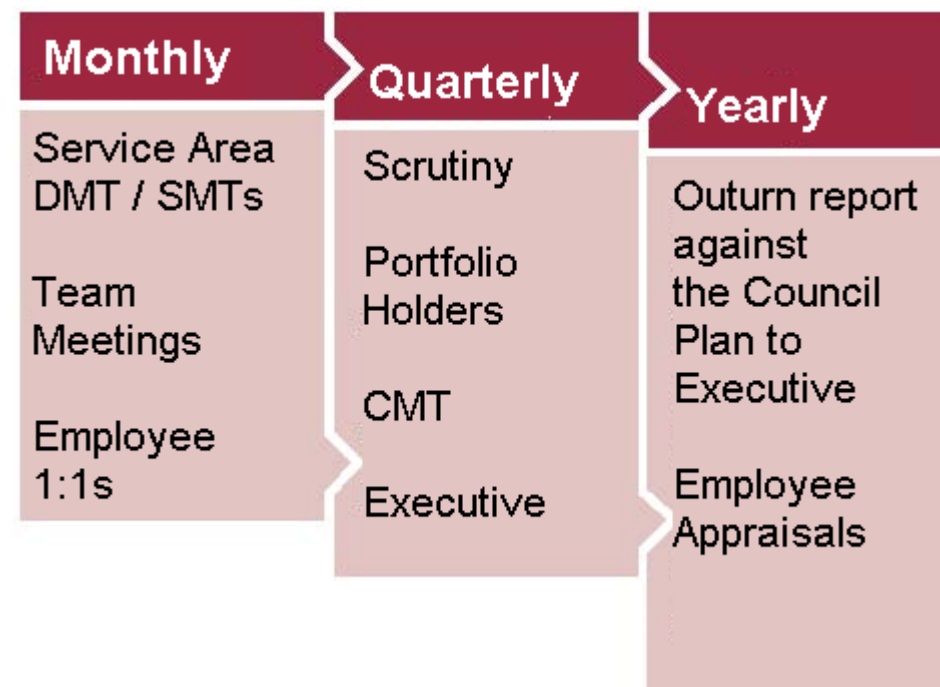 Monthly
Service Area
DMT / SMTs
Team
Meetings
Employee
1:1s
Quarterly
Scrutiny
Portfolio
Holders
CMT
Executive
Yearly
Outurn report
against
the Council
Plan to
Executive
Employee
Appraisals